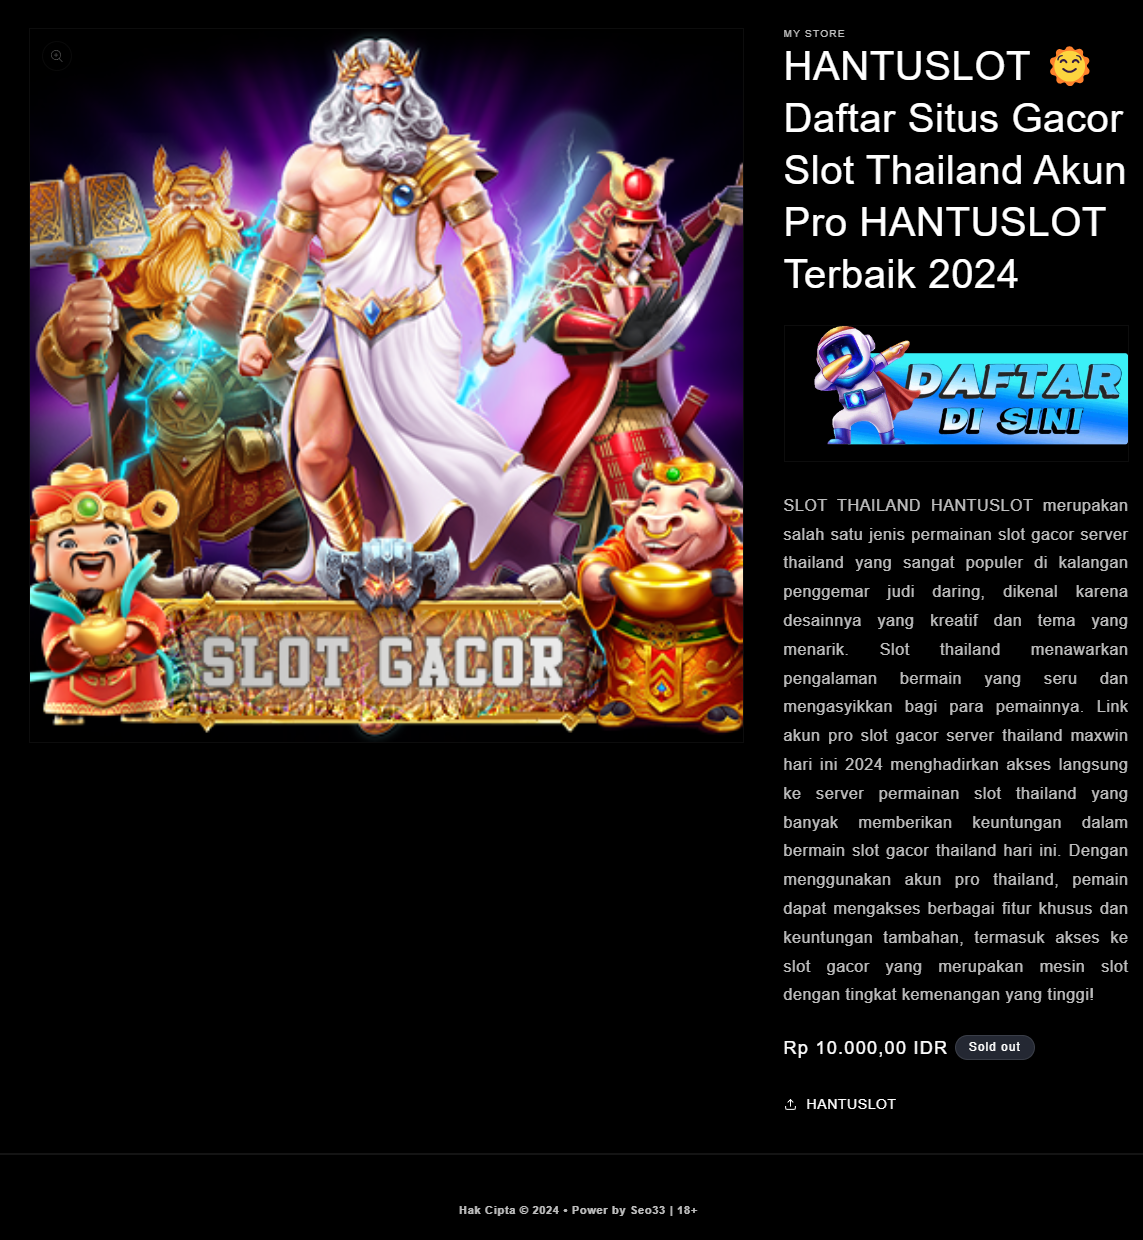 MY STORE
HANTUSLOT 🌞
Daftar Situs Gacor
Slot Thailand Akun
Pro HANTUSLOT
Terbaik 2024
DAFTAR
DI SINI
SLOT THAILAND HANTUSLOT merupakan
salah satu jenis permainan slot gacor server
thailand yang sangat populer di kalangan
penggemar judi daring, dikenal karena
desainnya yang kreatif dan tema yang
menarik. Slot thailand menawarkan
pengalaman bermain yang seru dan
mengasyikkan bagi para pemainnya. Link
akun pro slot gacor server thailand maxwin
hari ini 2024 menghadirkan akses langsung
ke server permainan slot thailand yang
banyak memberikan keuntungan dalam
bermain slot gacor thailand hari ini. Dengan
menggunakan akun pro thailand, pemain
dapat mengakses berbagai fitur khusus dan
keuntungan tambahan, termasuk akses ke
slot gacor yang merupakan mesin slot
dengan tingkat kemenangan yang tinggi!
Rp 10.000,00 IDR Sold out
HANTUSLOT
SLOT GACOR
Hak Cipta © 2024 • Power by Seo33 | 18+